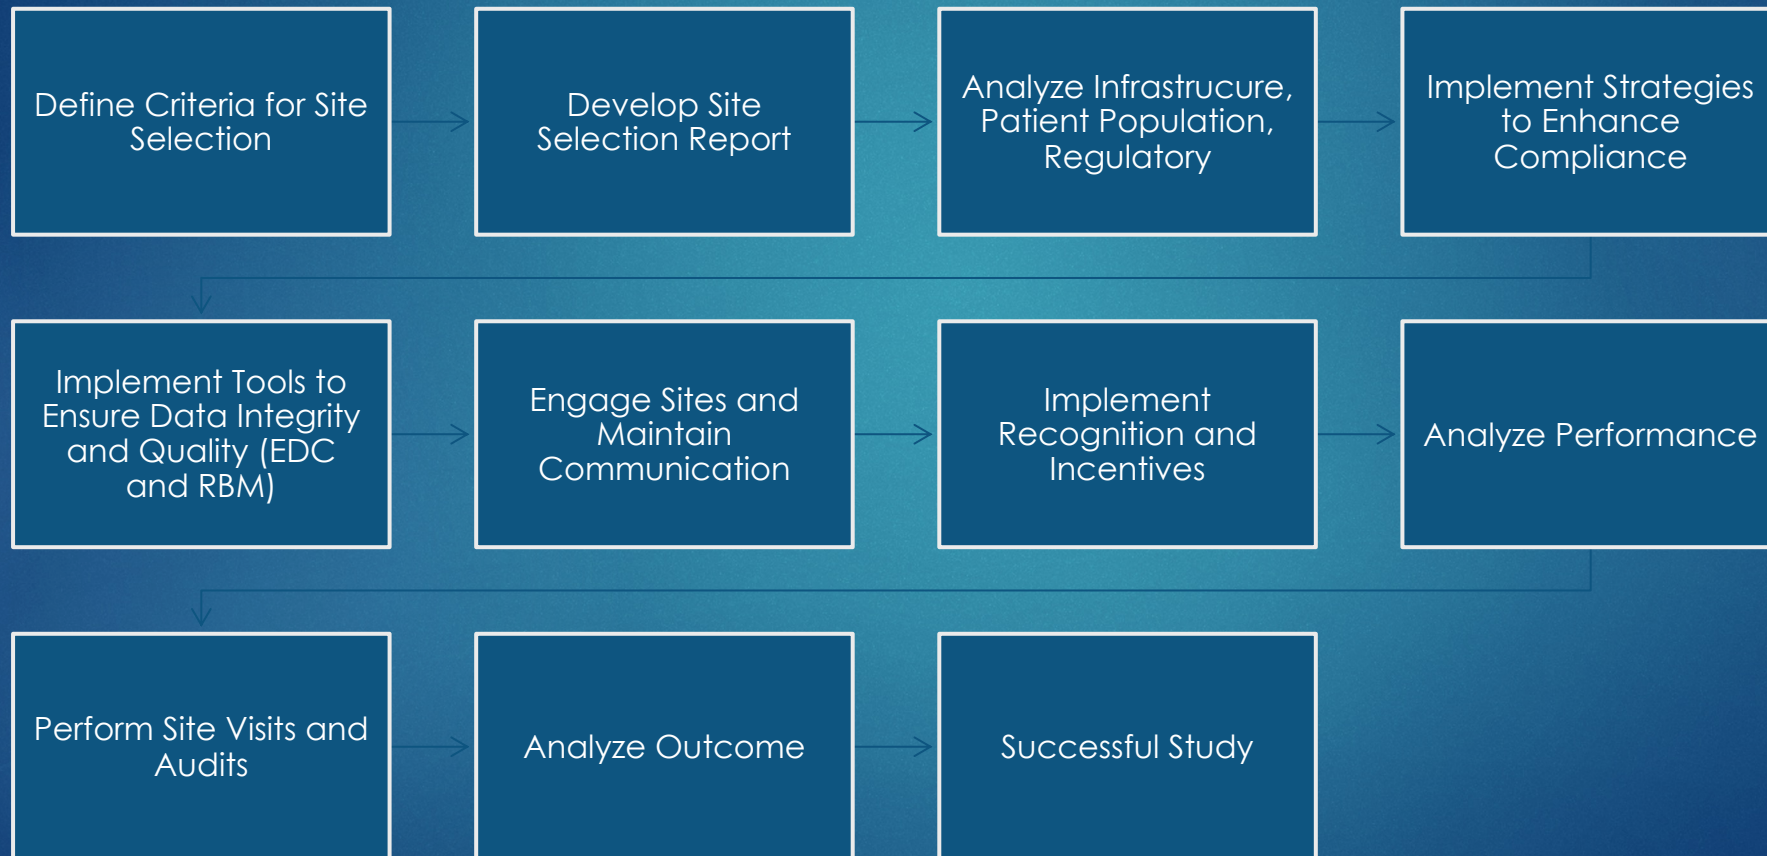 Define Criteria for Site
Selection
Develop Site
Selection Report
Analyze Infrastrucure,
Patient Population,
Regulatory
Implement Strategies
to Enhance
Compliance
Implement Tools to
Ensure Data Integrity
and Quality (EDC
and RBM)
Engage Sites and
Maintain
Communication
Implement
Recognition and
Incentives
Analyze Performance
Perform Site Visits and
Audits
Analyze Outcome
Successful Study